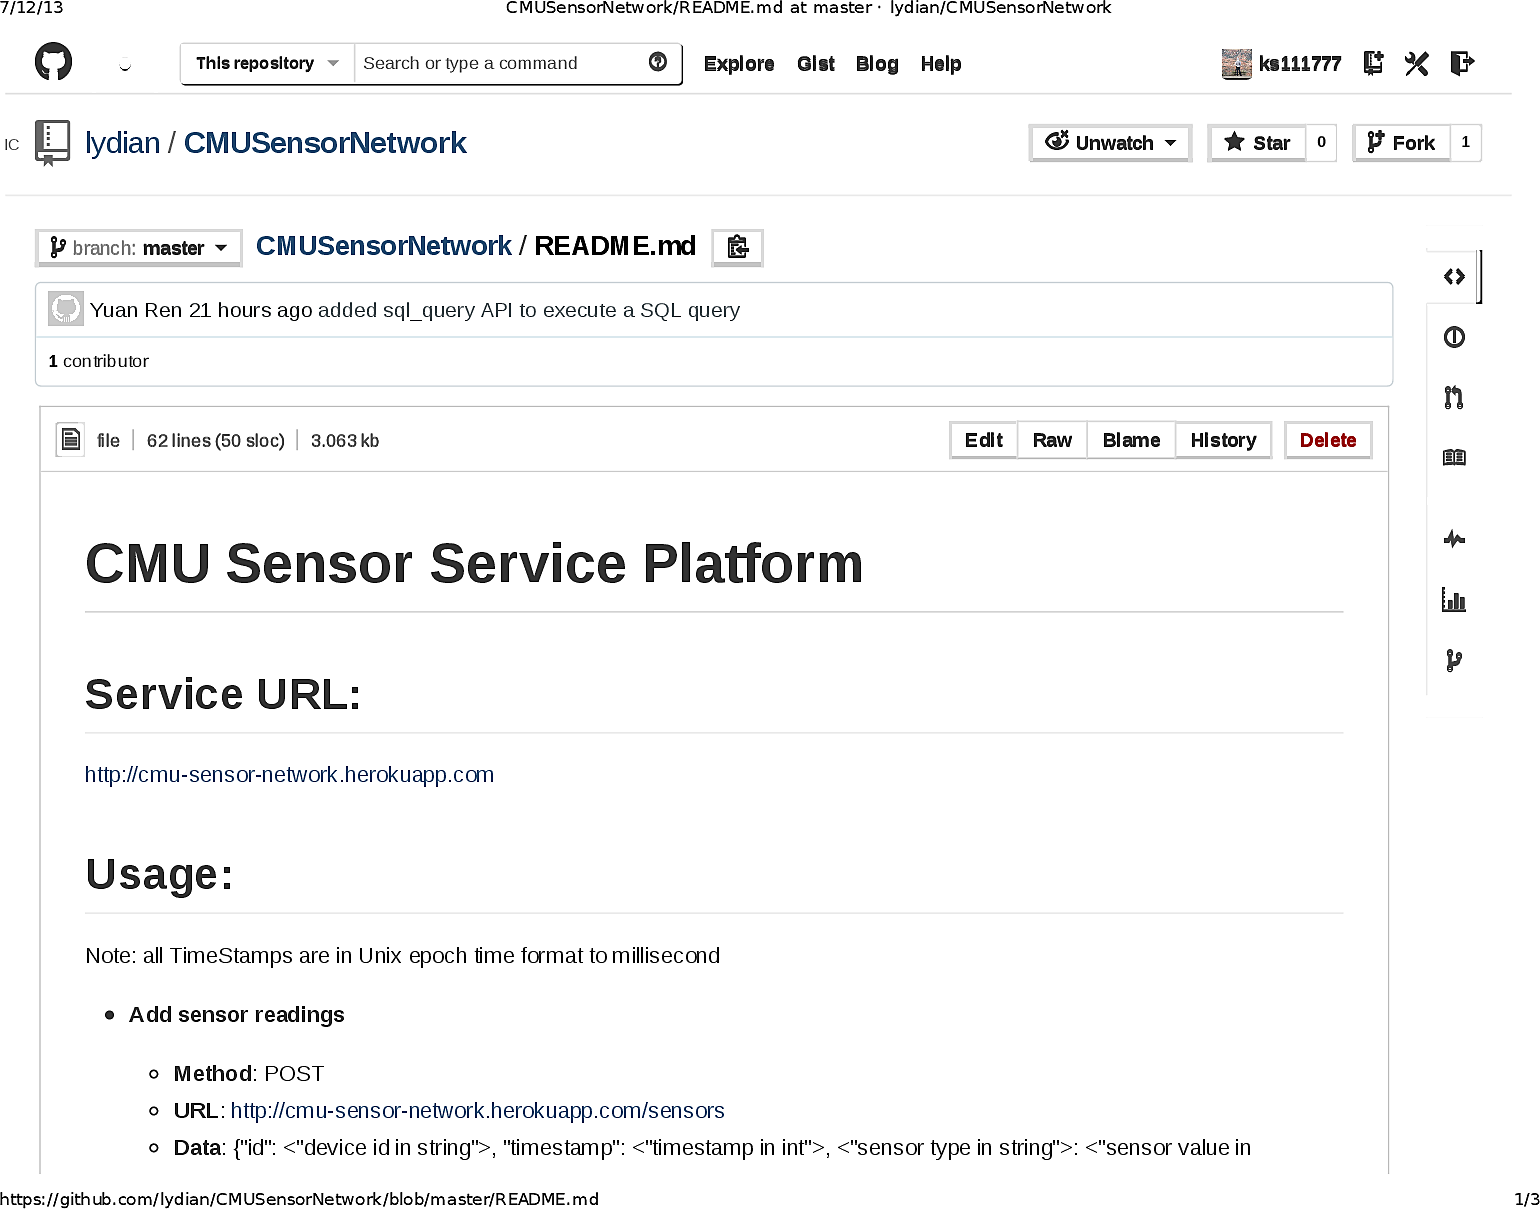 7/12/13 CMUSensorNetwork/README.md at master · lydian/CMUSensorNetwork
This repository Search or type a command Explore Gist Blog Help ks111777
IC lydian / CMUSensorNetwork Unwatch Star 0 Fork 1
branch: master CMUSensorNetwork / README.md
Yuan Ren 21 hours ago added sql_query API to execute a SQL query
1 contributor
file 62 lines (50 sloc) 3.063 kb Edit Raw Blame History Delete
CMU Sensor Service Platform
Service URL:
http://cmu-sensor-network.herokuapp.com
Usage:
Note: all TimeStamps are in Unix epoch time format to millisecond
Add sensor readings
Method: POST
URL: http://cmu-sensor-network.herokuapp.com/sensors
Data: {"id": <"device id in string">, "timestamp": <"timestamp in int">, <"sensor type in string">: <"sensor value in
https://github.com/lydian/CMUSensorNetwork/blob/master/README.md 1/3